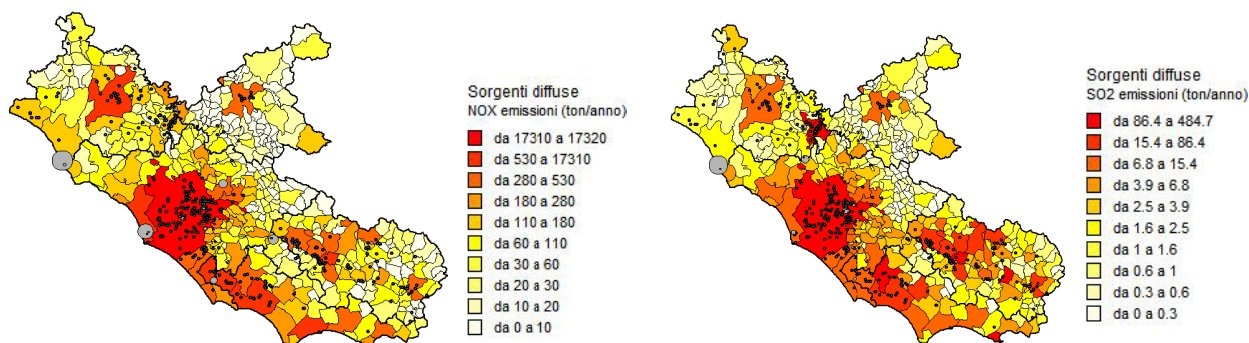 Sorgenti diffuse
NOX emissioni (ton/anno)
da 17310 a 17320
da 530 a 17310
da 280 a 530
da 180 a 280
da 110 a 180
da 60 a 110
da 30 a 60
da 20 a 30
da 10 a 20
da 0 a 10
Sorgenti diffuse
SO2 emissioni (ton/anno)
da 86.4 a 484.7
da 15.4 a 86.4
da 6.8 a 15.4
da 3.9 a 6.8
da 2.5 a 3.9
da 1.6 a 2.5
da 1 a 1.6
da 0.6 a 1
da 0.3 a 0.6
da 0 a 0.3